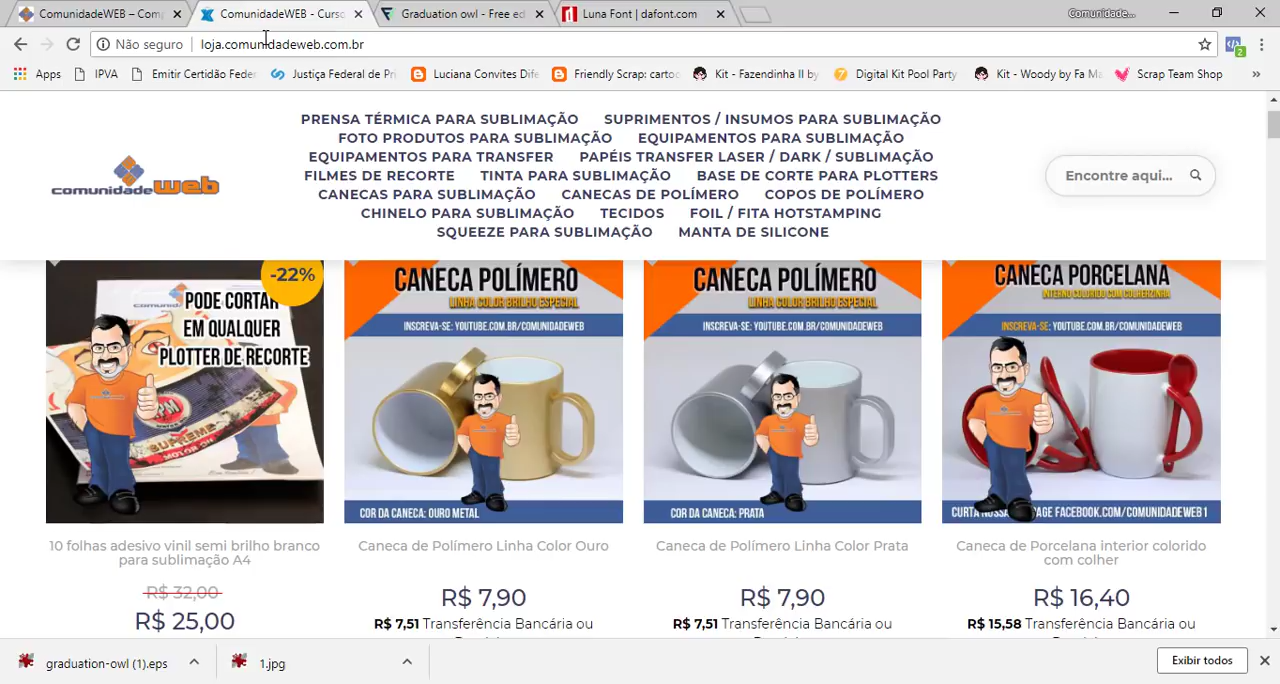 ComunidadeWEB – Com
ComunidadeWEB - Curso
Graduation owl - Free ed
Luna Font | dafont.com
Comunidade...
Não seguro
loja.comunidadeweb.com.br
2
Apps
IPVA
Emitir Certidão Feder
Justiça Federal de Pri
Luciana Convites Dife
Friendly Scrap: cartoo
Kit - Fazendinha II by
Digital Kit Pool Party
Kit - Woody by Fa Ma
Scrap Team Shop
»
comunidadeweb
PRENSA TÉRMICA PARA SUBLIMAÇÃO SUPRIMENTOS / INSUMOS PARA SUBLIMAÇÃO
FOTO PRODUTOS PARA SUBLIMAÇÃO EQUIPAMENTOS PARA SUBLIMAÇÃO
EQUIPAMENTOS PARA TRANSFER PAPÉIS TRANSFER LASER / DARK / SUBLIMAÇÃO
FILMES DE RECORTE TINTA PARA SUBLIMAÇÃO BASE DE CORTE PARA PLOTTERS
CANECAS PARA SUBLIMAÇÃO CANECAS DE POLÍMERO COPOS DE POLÍMERO
CHINELO PARA SUBLIMAÇÃO TECIDOS FOIL / FITA HOTSTAMPING
SQUEEZE PARA SUBLIMAÇÃO MANTA DE SILICONE
Encontre aqui...
-22%
PODE CORTAR
EM QUALQUER
PLOTTER DE RECORTE
SUPREME
MOTOR OIL
10 folhas adesivo vinil semi brilho branco
para sublimação A4
R$ 32,00
R$ 25,00
CANECA POLÍMERO
LINHA COLOR BRILHO ESPECIAL
INSCREVA-SE: YOUTUBE.COM.BR/COMUNIDADEWEB
COR DA CANECA: OURO METAL
Caneca de Polímero Linha Color Ouro
R$ 7,90
R$ 7,51 Transferência Bancária ou
CANECA POLÍMERO
LINHA COLOR BRILHO ESPECIAL
INSCREVA-SE: YOUTUBE.COM.BR/COMUNIDADEWEB
COR DA CANECA: PRATA
Caneca de Polímero Linha Color Prata
R$ 7,90
R$ 7,51 Transferência Bancária ou
CANECA PORCELANA
INTERNO COLORIDO COM COLHERZINHA
INSCREVA-SE: YOUTUBE.COM.BR/COMUNIDADEWEB
CURTA NOSSA PAGE FACEBOOK.COM/COMUNIDADEWEB1
Caneca de Porcelana interior colorido
com colher
R$ 16,40
R$ 15,58 Transferência Bancária ou
graduation-owl (1).eps
1.jpg
Exibir todos